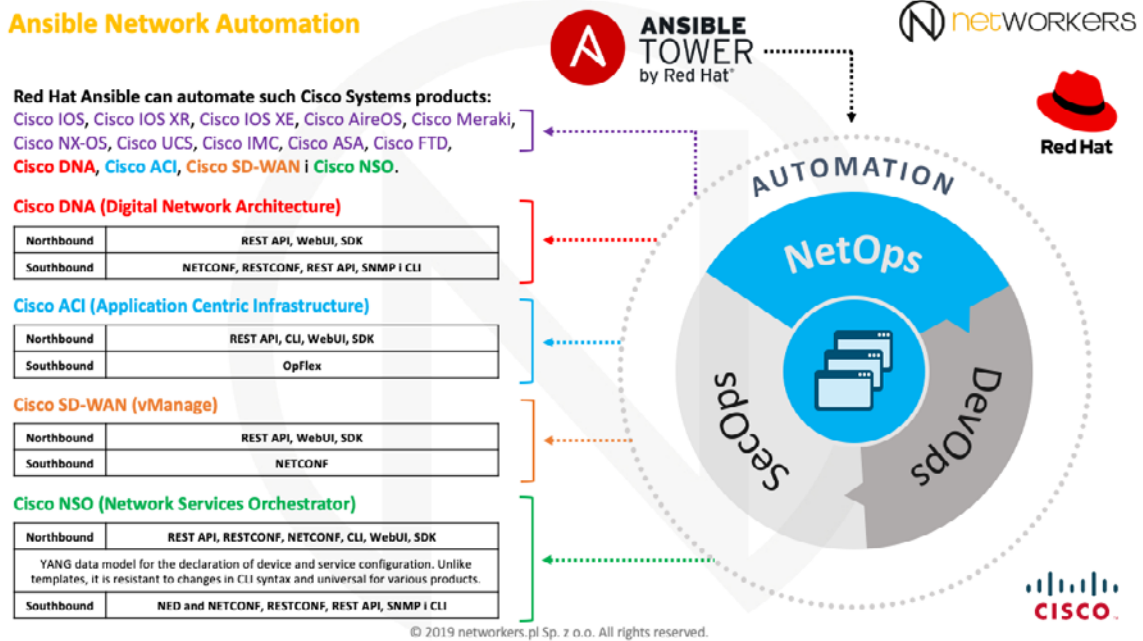 Ansible Network Automation
ANSIBLE
TOWER
by Red Hat®
netWORKERS
Red Hat
Red Hat Ansible can automate such Cisco Systems products:
Cisco IOS, Cisco IOS XR, Cisco IOS XE, Cisco AireOS, Cisco Meraki,
Cisco NX-OS, Cisco UCS, Cisco IMC, Cisco ASA, Cisco FTD,
Cisco DNA, Cisco ACI, Cisco SD-WAN i Cisco NSO.
Cisco DNA (Digital Network Architecture)
Northbound REST API, WebUI, SDK
Southbound NETCONF, RESTCONF, REST API, SNMP i CLI
Cisco ACI (Application Centric Infrastructure)
Northbound REST API, CLI, WebUI, SDK
Southbound OpFlex
Cisco SD-WAN (vManage)
Northbound REST API, WebUI, SDK
Southbound NETCONF
Cisco NSO (Network Services Orchestrator)
Northbound REST API, RESTCONF, NETCONF, CLI, WebUI, SDK
YANG data model for the declaration of device and service configuration. Unlike
templates, it is resistant to changes in CLI syntax and universal for various products.
Southbound NED and NETCONF, RESTCONF, REST API, SNMP i CLI
AUTOMATION
NetOps
SecOps
DevOps
CISCO
© 2019 networkers.pl Sp. z o.o. All rights reserved.